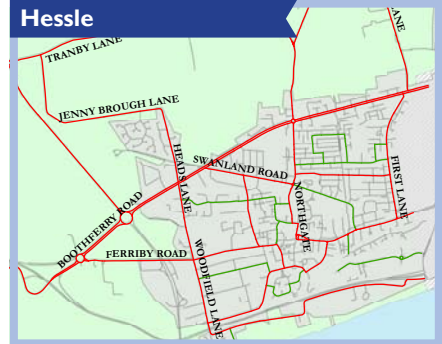 Hessle
TRANBY LANE
LANE
JENNY BROUGH LANE
HEADS LANE
SWANLAND ROAD
FIRST LANE
NORTHGATE
BOOTHFERRY ROAD
FERRIBY ROAD
WOODFIELD LANE